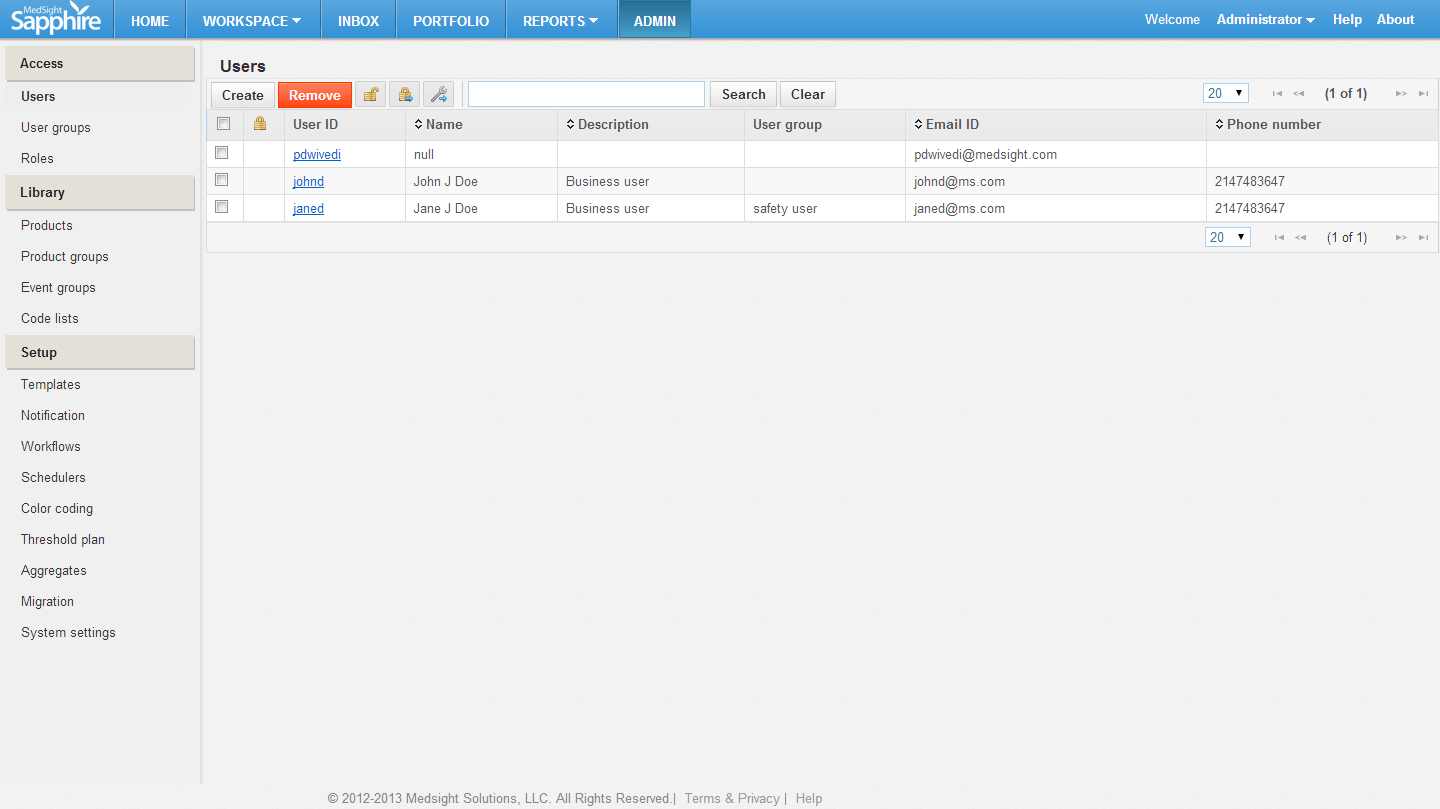 MedSight
Sapphire
HOME WORKSPACE INBOX PORTFOLIO REPORTS ADMIN Welcome Administrator Help About
Access
Users
User groups
Roles
Library
Products
Product groups
Event groups
Code lists
Setup
Templates
Notification
Workflows
Schedulers
Color coding
Threshold plan
Aggregates
Migration
System settings
Users
Create Remove Search Clear 20 (1 of 1)
User ID Name Description User group Email ID Phone number
pdwivedi null pdwivedi@medsight.com
johnd John J Doe Business user johnd@ms.com 2147483647
janed Jane J Doe Business user safety user janed@ms.com 2147483647
20 (1 of 1)
© 2012-2013 Medsight Solutions, LLC. All Rights Reserved.| Terms & Privacy | Help